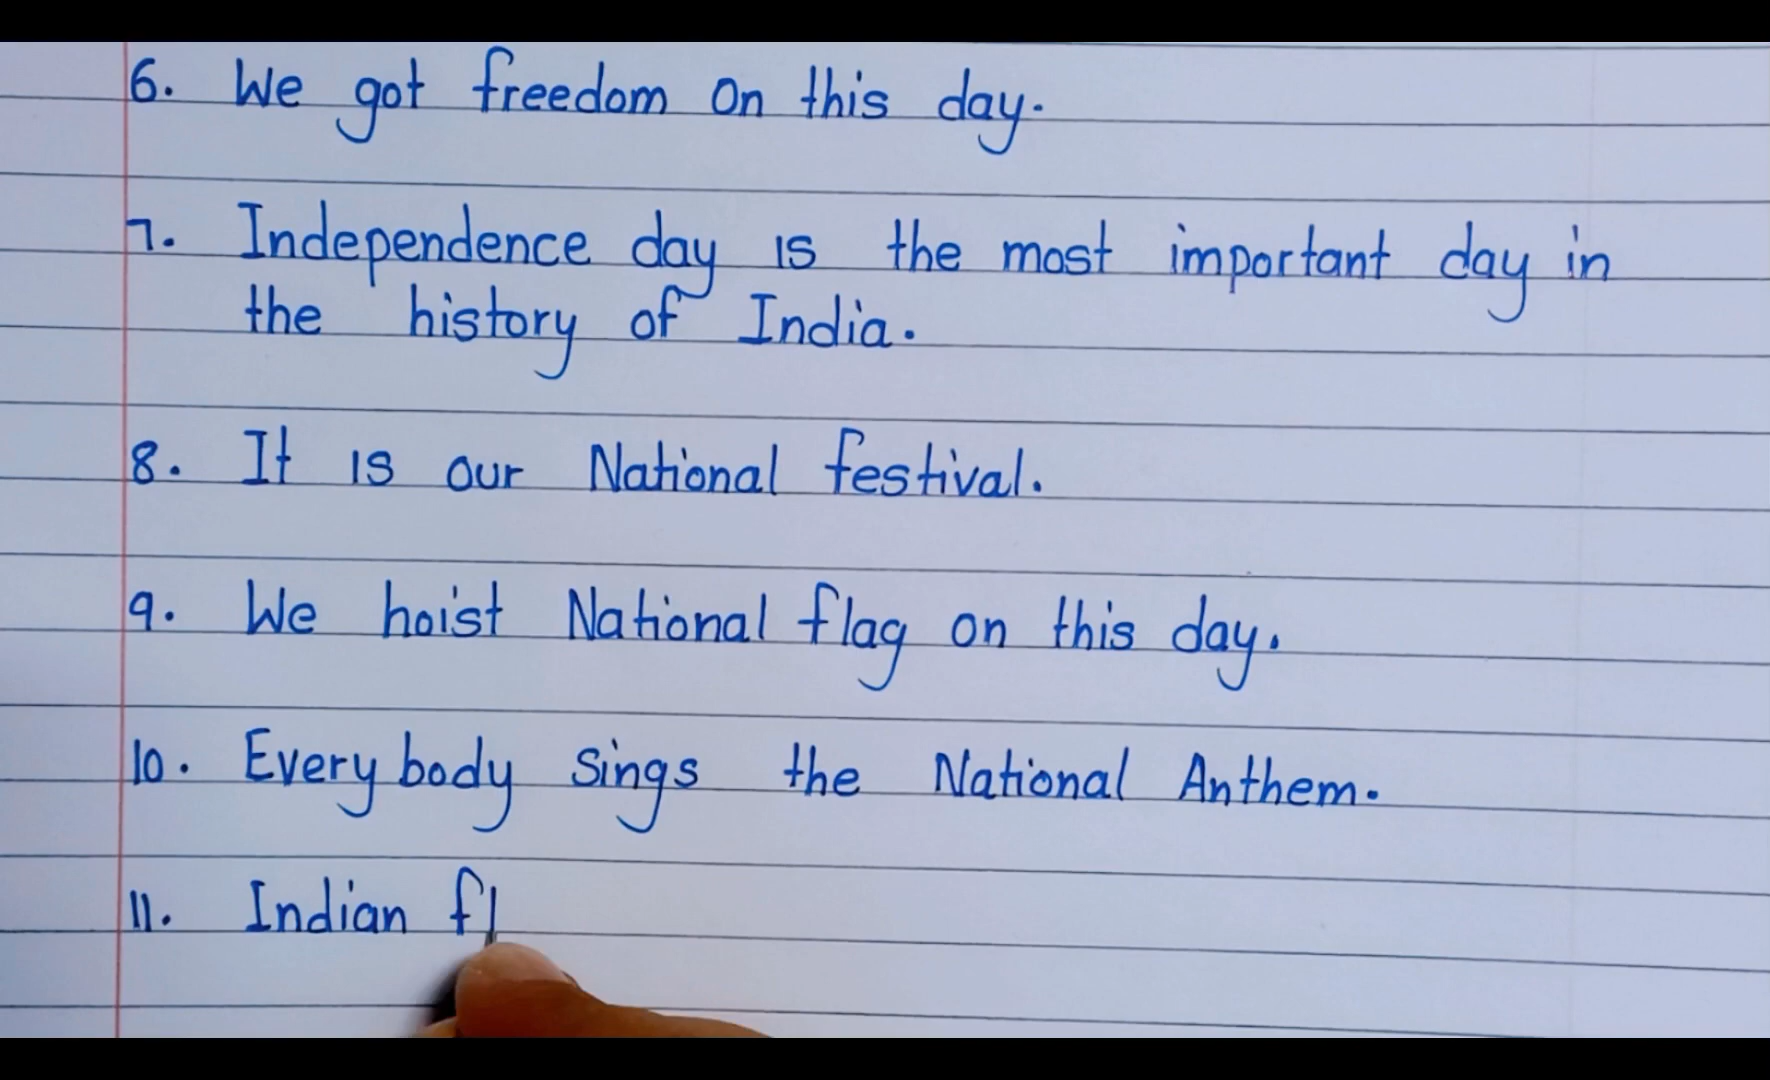 6. We got freedom on this day.
7. Independence day is the most important day in
the history of India.
8. It is our National festival.
9. We hoist National flag on this day.
10. Every body sings the National Anthem.
11. Indian fl